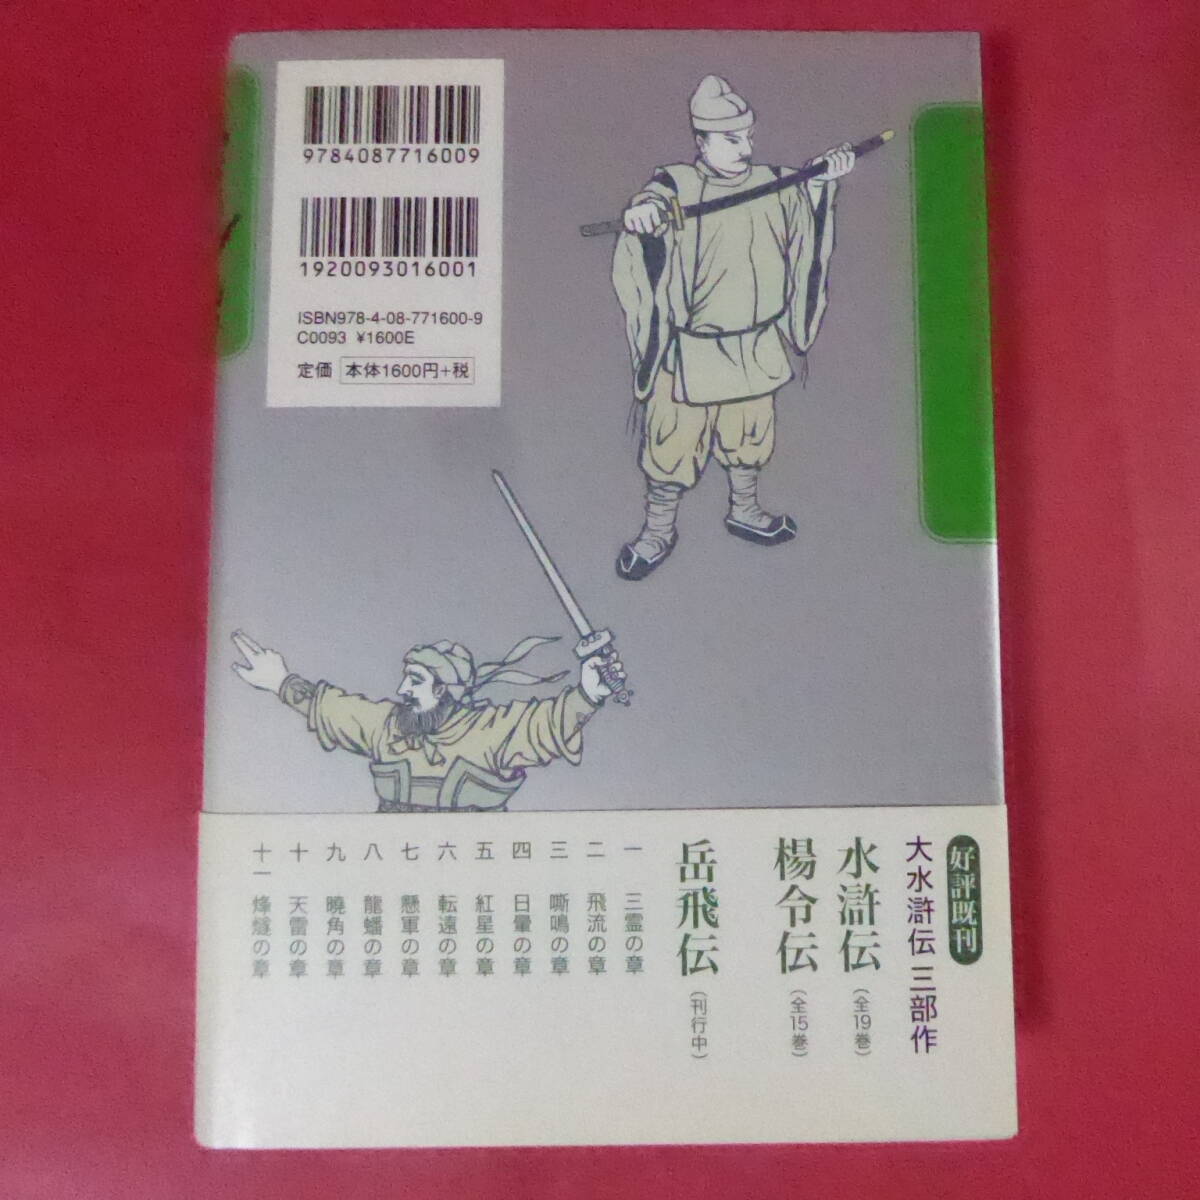 9784087716009
1920093016001
ISBN978-4-08-771600-9
C0093 ¥1600E
定価 本体1600円+税
好評既刊
大水滸伝 三部作
水滸伝(全19巻)
楊令伝(全15巻)
岳飛伝(刊行中)
一 三霊の章
二 飛流の章
三 嘶鳴の章
四 日暈の章
五 紅星の章
六 転遠の章
七 懸軍の章
八 龍蟠の章
九 曉角の章
十 天雷の章
十一 烽燧の章